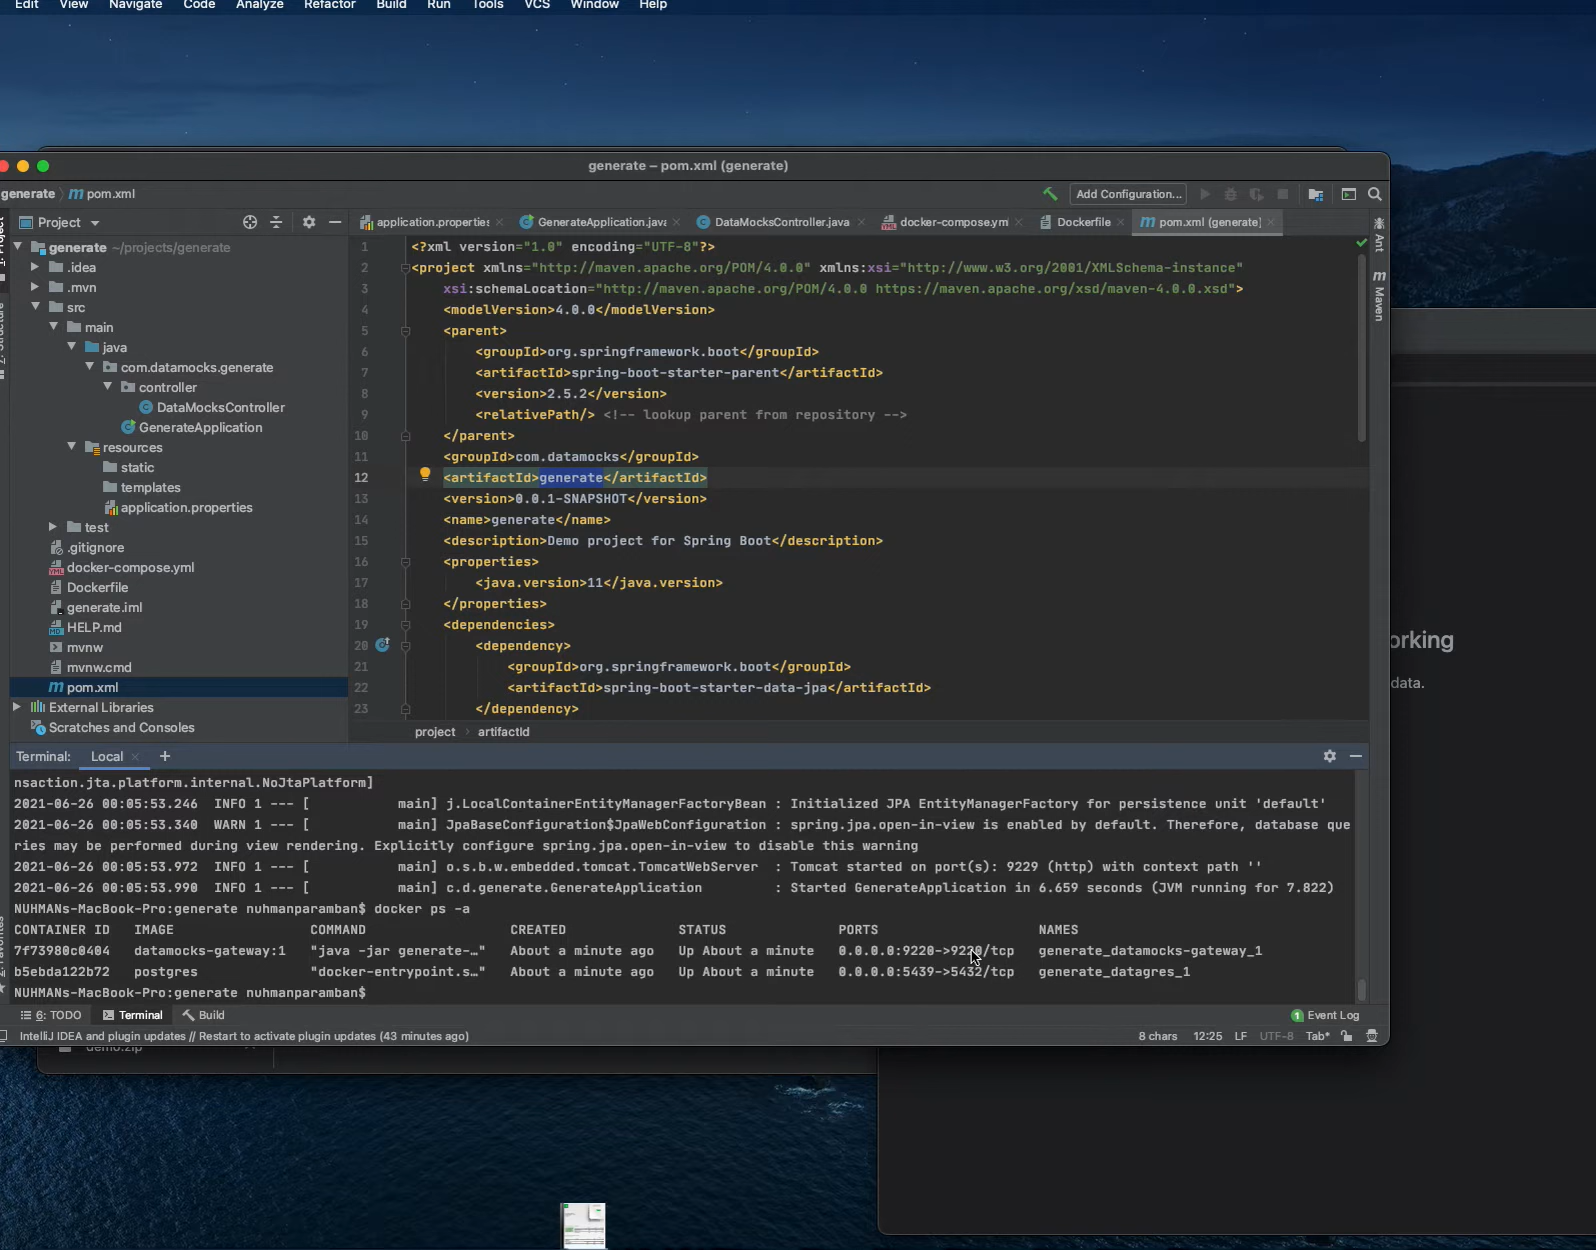 Edit View Navigate Code Analyze Refactor Build Run Tools VCS Window Help
generate – pom.xml (generate)
generate pom.xml
Add Configuration...
Project
application.properties GenerateApplication.java DataMocksController.java docker-compose.ym Dockerfile pom.xml (generate)
generate ~/projects/generate
.idea
.mvn
src
main
java
com.datamocks.generate
controller
DataMocksController
GenerateApplication
resources
static
templates
application.properties
test
.gitignore
docker-compose.yml
Dockerfile
generate.iml
HELP.md
mvnw
mvnw.cmd
pom.xml
External Libraries
Scratches and Consoles
1 <?xml version="1.0" encoding="UTF-8"?>
2 <project xmlns="http://maven.apache.org/POM/4.0.0" xmlns:xsi="http://www.w3.org/2001/XMLSchema-instance"
3 xsi:schemaLocation="http://maven.apache.org/POM/4.0.0 https://maven.apache.org/xsd/maven-4.0.0.xsd">
4 <modelVersion>4.0.0</modelVersion>
5 <parent>
6 <groupId>org.springframework.boot</groupId>
7 <artifactId>spring-boot-starter-parent</artifactId>
8 <version>2.5.2</version>
9 <relativePath/> <!-- lookup parent from repository -->
10 </parent>
11 <groupId>com.datamocks</groupId>
12 <artifactId>generate</artifactId>
13 <version>0.0.1-SNAPSHOT</version>
14 <name>generate</name>
15 <description>Demo project for Spring Boot</description>
16 <properties>
17 <java.version>11</java.version>
18 </properties>
19 <dependencies>
20 <dependency>
21 <groupId>org.springframework.boot</groupId>
22 <artifactId>spring-boot-starter-data-jpa</artifactId>
23 </dependency>
project artifactId
Ant
Maven
orking
data.
Terminal: Local +
nsaction.jta.platform.internal.NoJtaPlatform]
2021-06-26 00:05:53.246 INFO 1 --- [ main] j.LocalContainerEntityManagerFactoryBean : Initialized JPA EntityManagerFactory for persistence unit 'default'
2021-06-26 00:05:53.340 WARN 1 --- [ main] JpaBaseConfiguration$JpaWebConfiguration : spring.jpa.open-in-view is enabled by default. Therefore, database que
ries may be performed during view rendering. Explicitly configure spring.jpa.open-in-view to disable this warning
2021-06-26 00:05:53.972 INFO 1 --- [ main] o.s.b.w.embedded.tomcat.TomcatWebServer : Tomcat started on port(s): 9229 (http) with context path ''
2021-06-26 00:05:53.990 INFO 1 --- [ main] c.d.generate.GenerateApplication : Started GenerateApplication in 6.659 seconds (JVM running for 7.822)
NUHMANs-MacBook-Pro:generate nuhmanparamban$ docker ps -a
CONTAINER ID IMAGE COMMAND CREATED STATUS PORTS NAMES
7f73980c0404 datamocks-gateway:1 "java -jar generate-…" About a minute ago Up About a minute 0.0.0.0:9220->9220/tcp generate_datamocks-gateway_1
b5ebda122b72 postgres "docker-entrypoint.s…" About a minute ago Up About a minute 0.0.0.0:5439->5432/tcp generate_datagres_1
NUHMANs-MacBook-Pro:generate nuhmanparamban$
6: TODO Terminal Build 1 Event Log
IntelliJ IDEA and plugin updates // Restart to activate plugin updates (43 minutes ago) 8 chars 12:25 LF UTF-8 Tab*
demo.zip